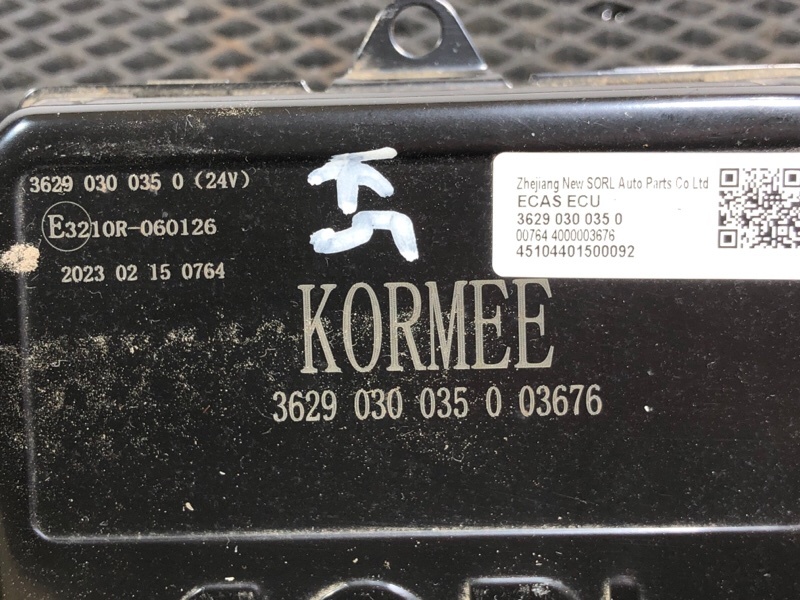 3629 030 035 0 (24V)
E3210R-060126
2023 02 15 0764
Zhejiang New SORL Auto Parts Co Ltd
ECAS ECU
3629 030 035 0
00764 4000003676
45104401500092
KORMEE
3629 030 035 0 03676